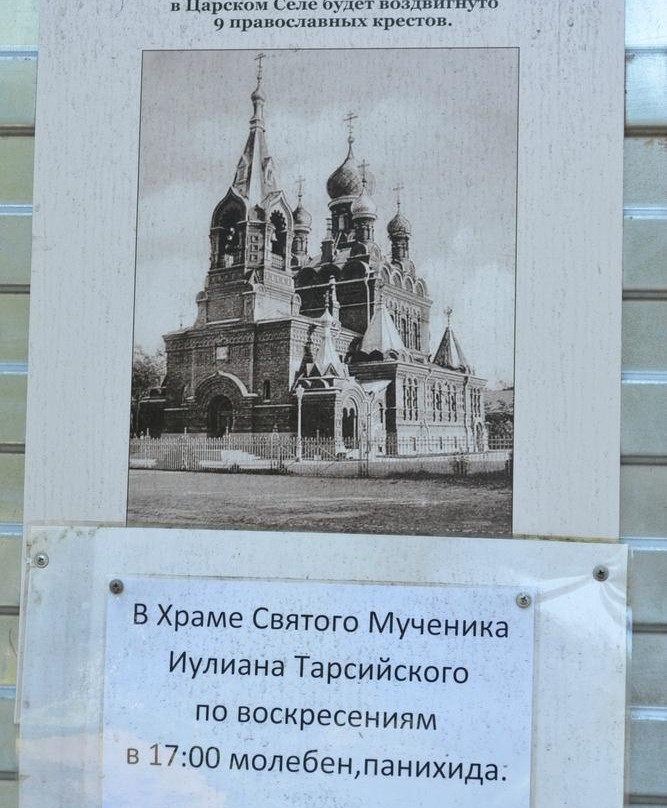 в Царском Селе будет воздвигнуто
9 православных крестов.
В Храме Святого Мученика
Иулиана Тарсийского
по воскресениям
в 17:00 молебен,панихида.